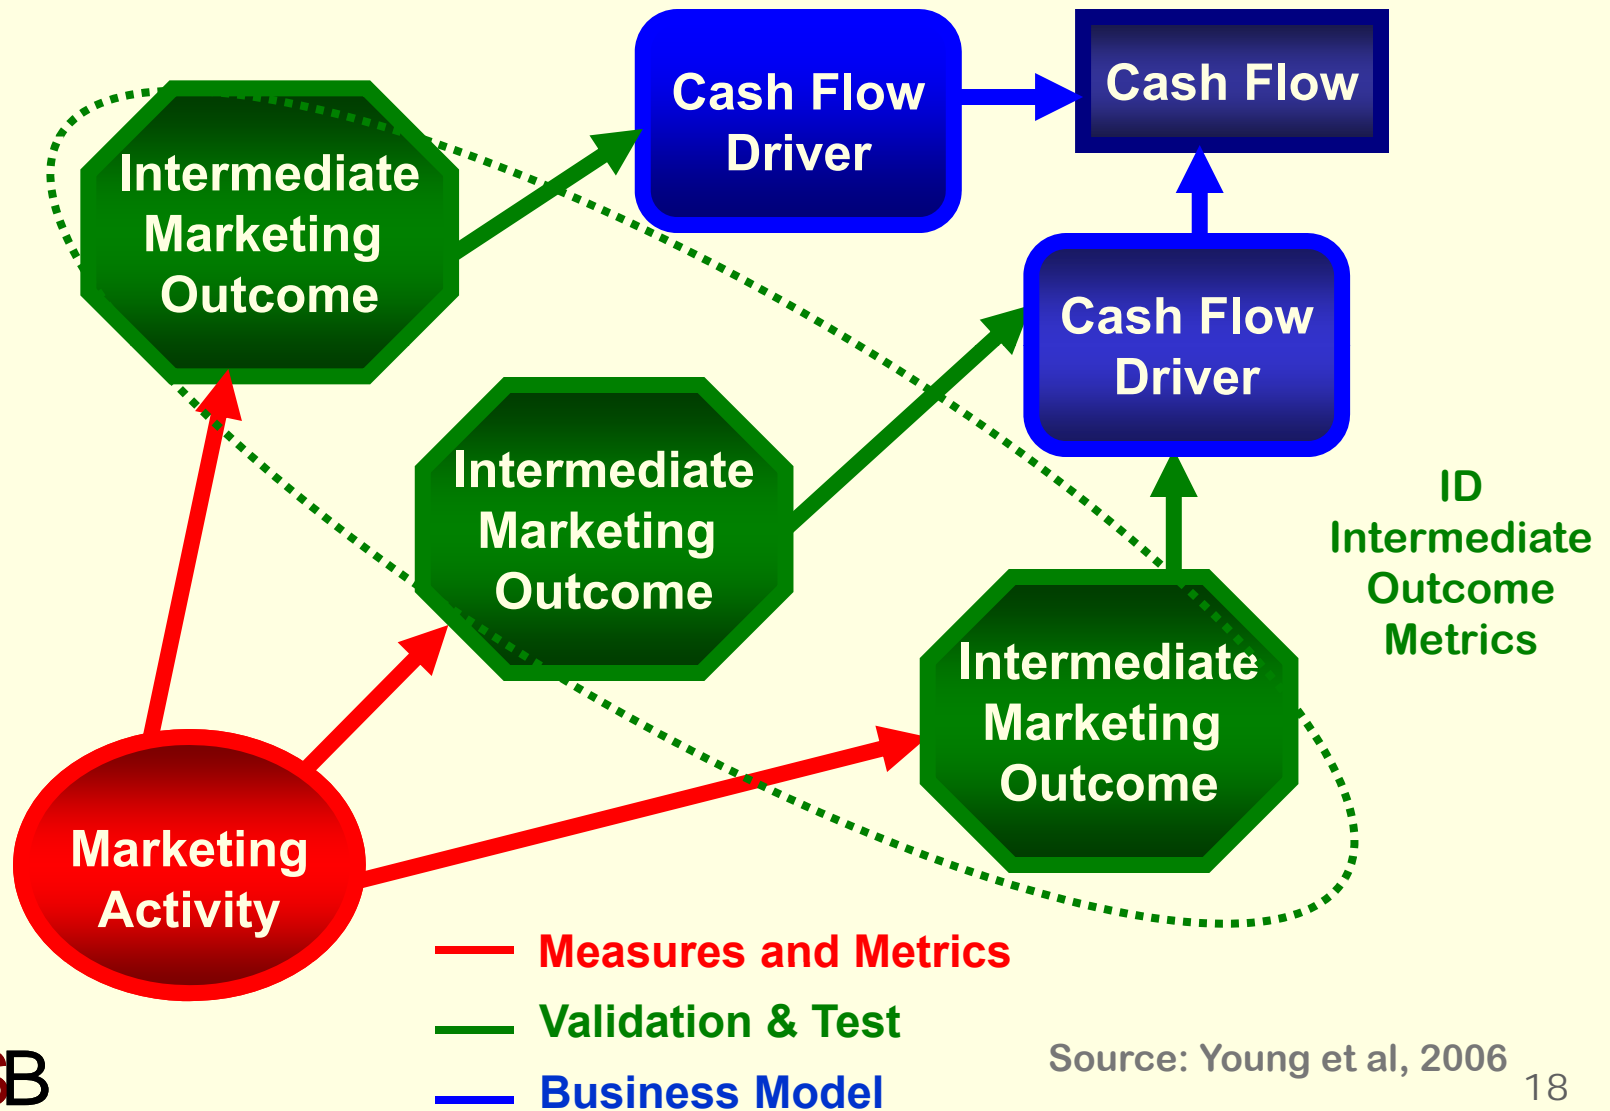 Cash Flow
Driver
Cash Flow
Intermediate
Marketing
Outcome
Cash Flow
Driver
Intermediate
Marketing
Outcome
ID
Intermediate
Outcome
Metrics
Intermediate
Marketing
Outcome
Marketing
Activity
Measures and Metrics
Validation & Test
Business Model
Source: Young et al, 2006
18
B